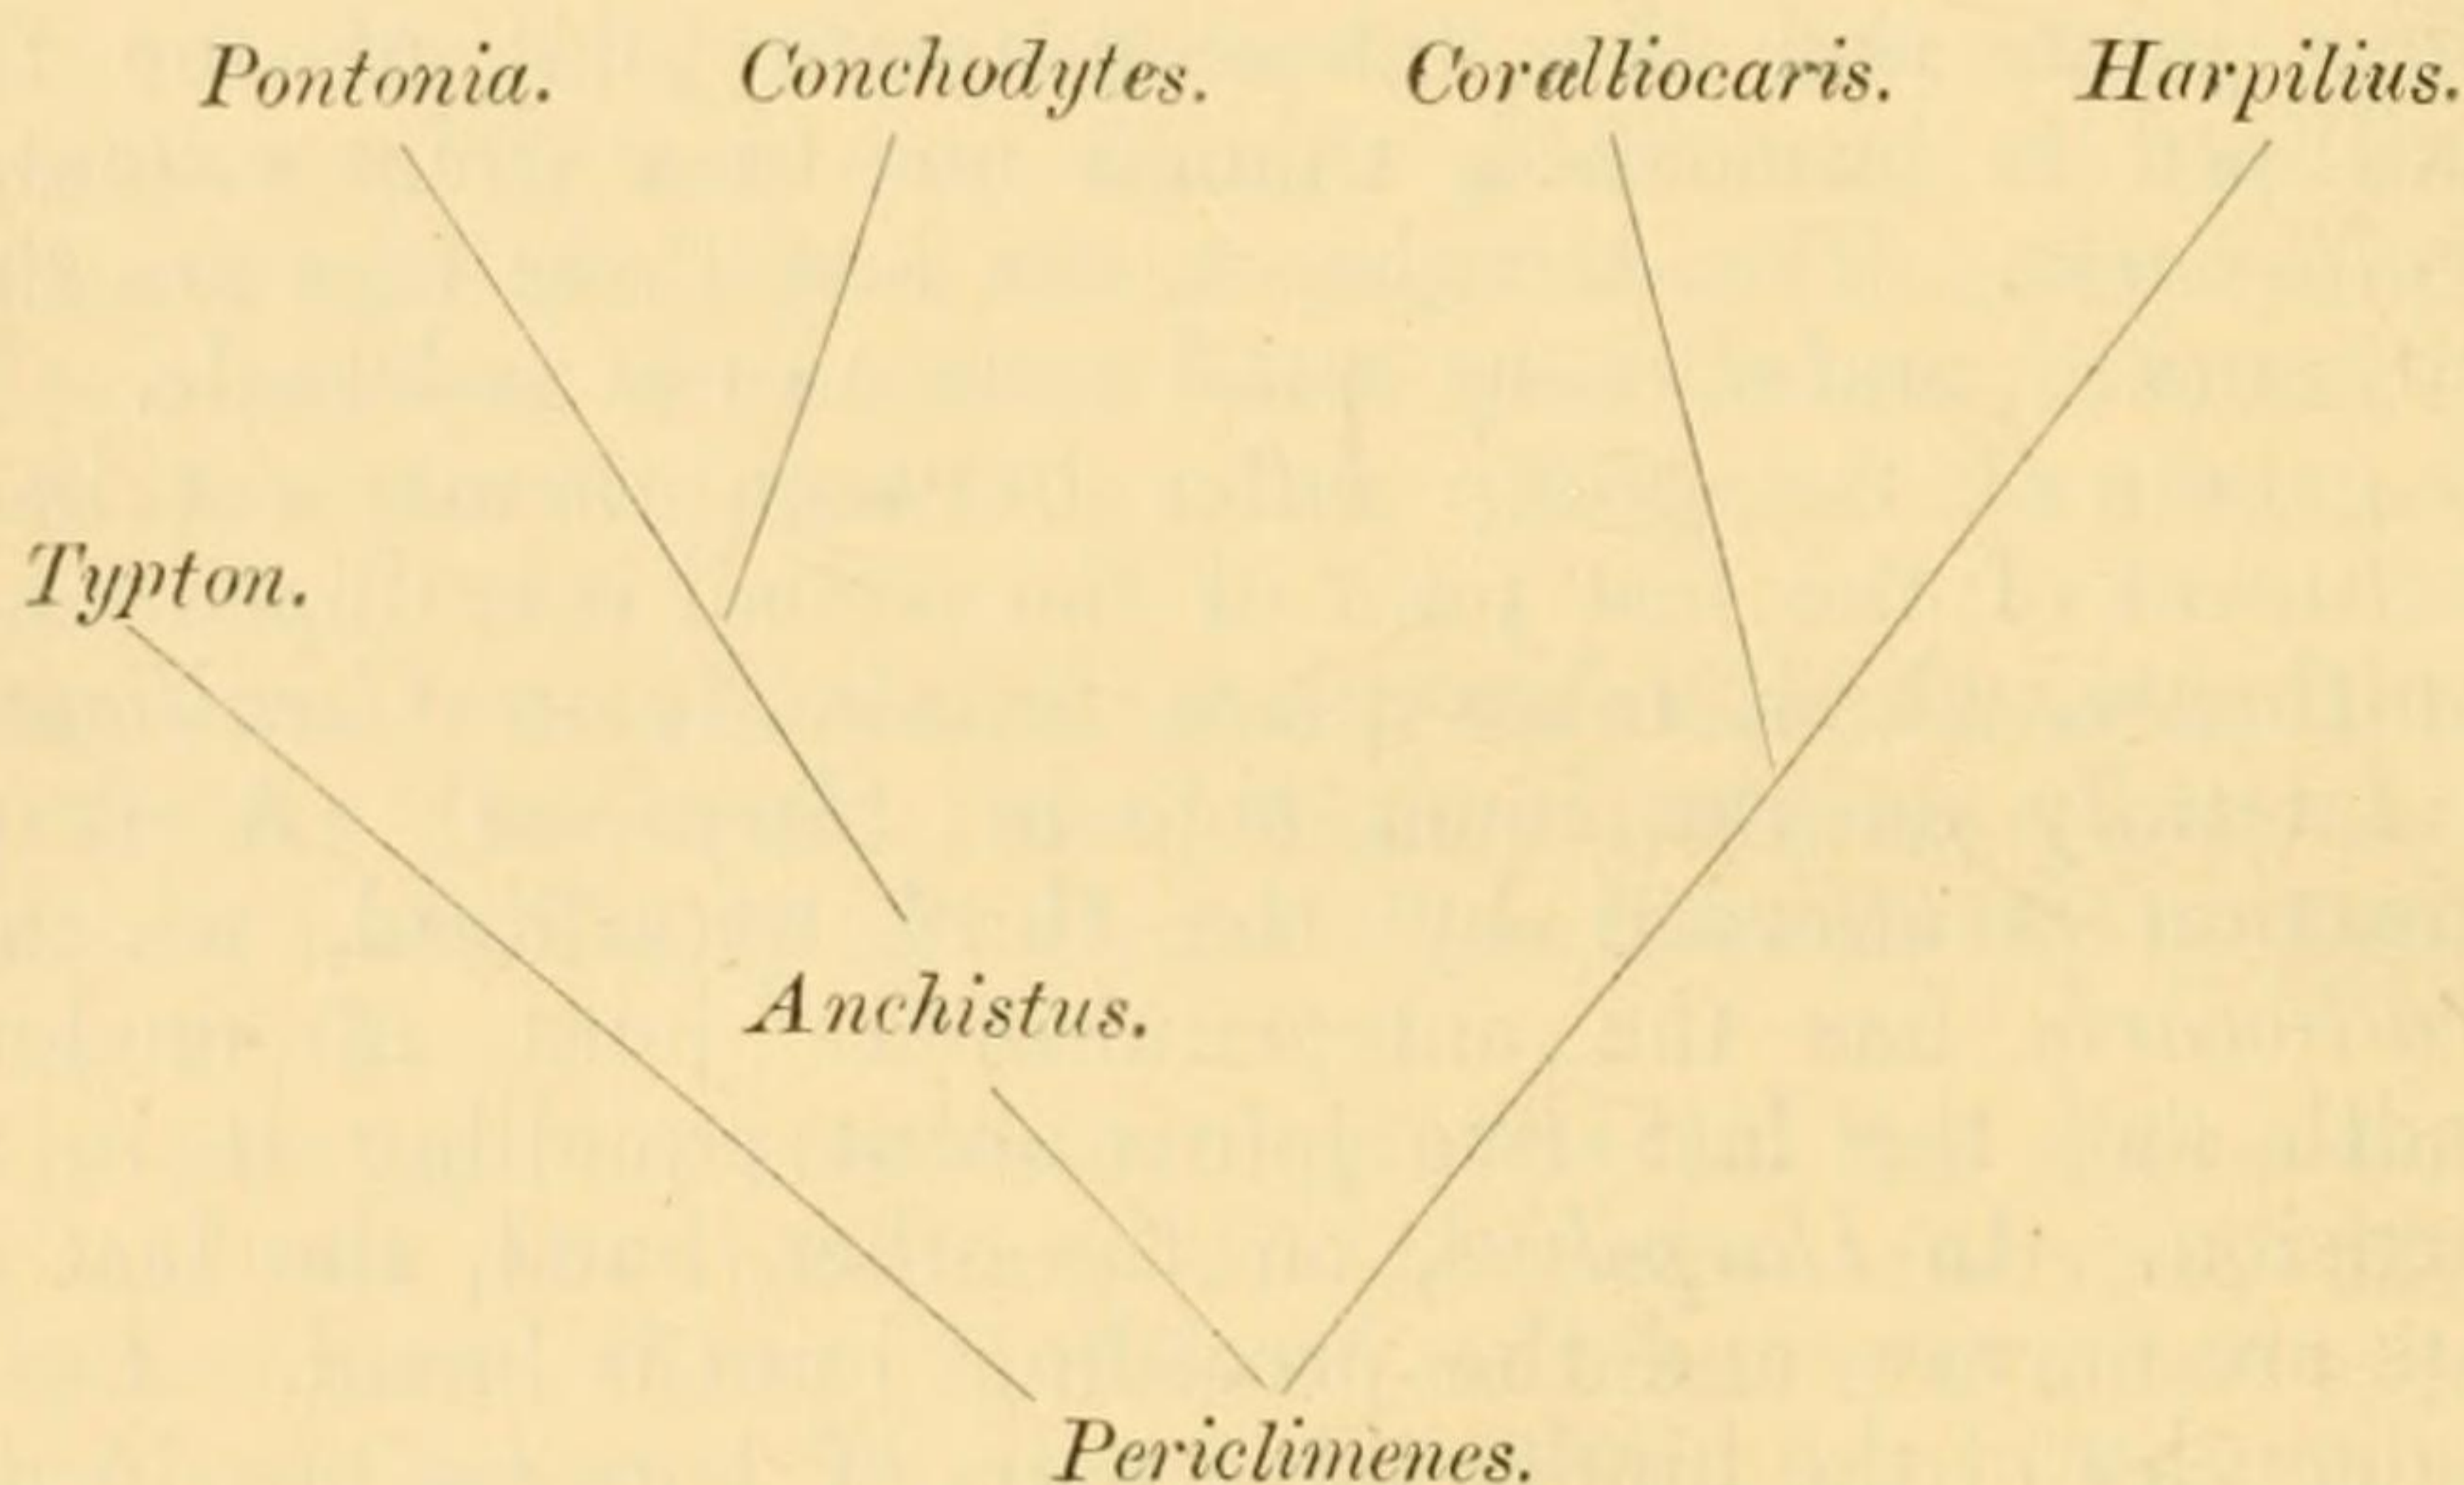 Pontonia. Conchodytes. Coralliocaris. Harpilius.
Typton.
Anchistus.
Periclimenes.